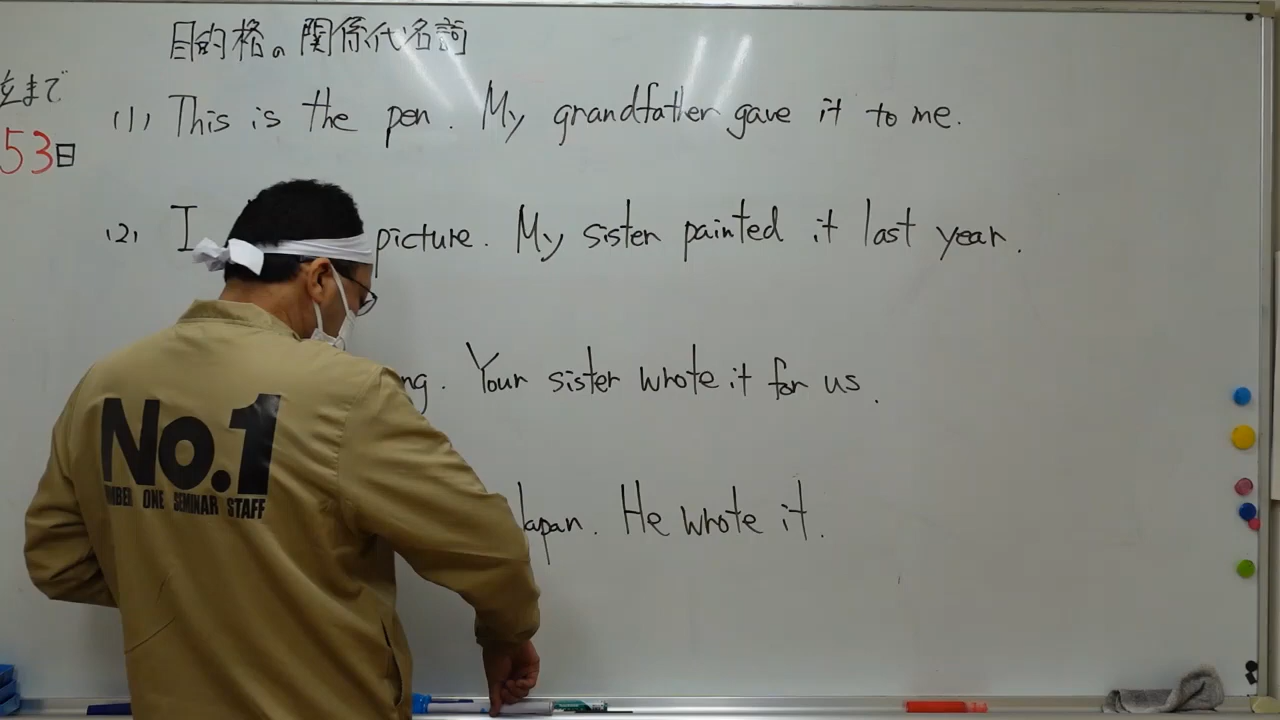 目的格の関係代名詞
立まで
53日
(1) This is the pen. My grandfather gave it to me.
(2) I picture. My sister painted it last year.
Your sister wrote it for us.
Japan. He wrote it.
No.1
NUMBER ONE SEMINAR STAFF